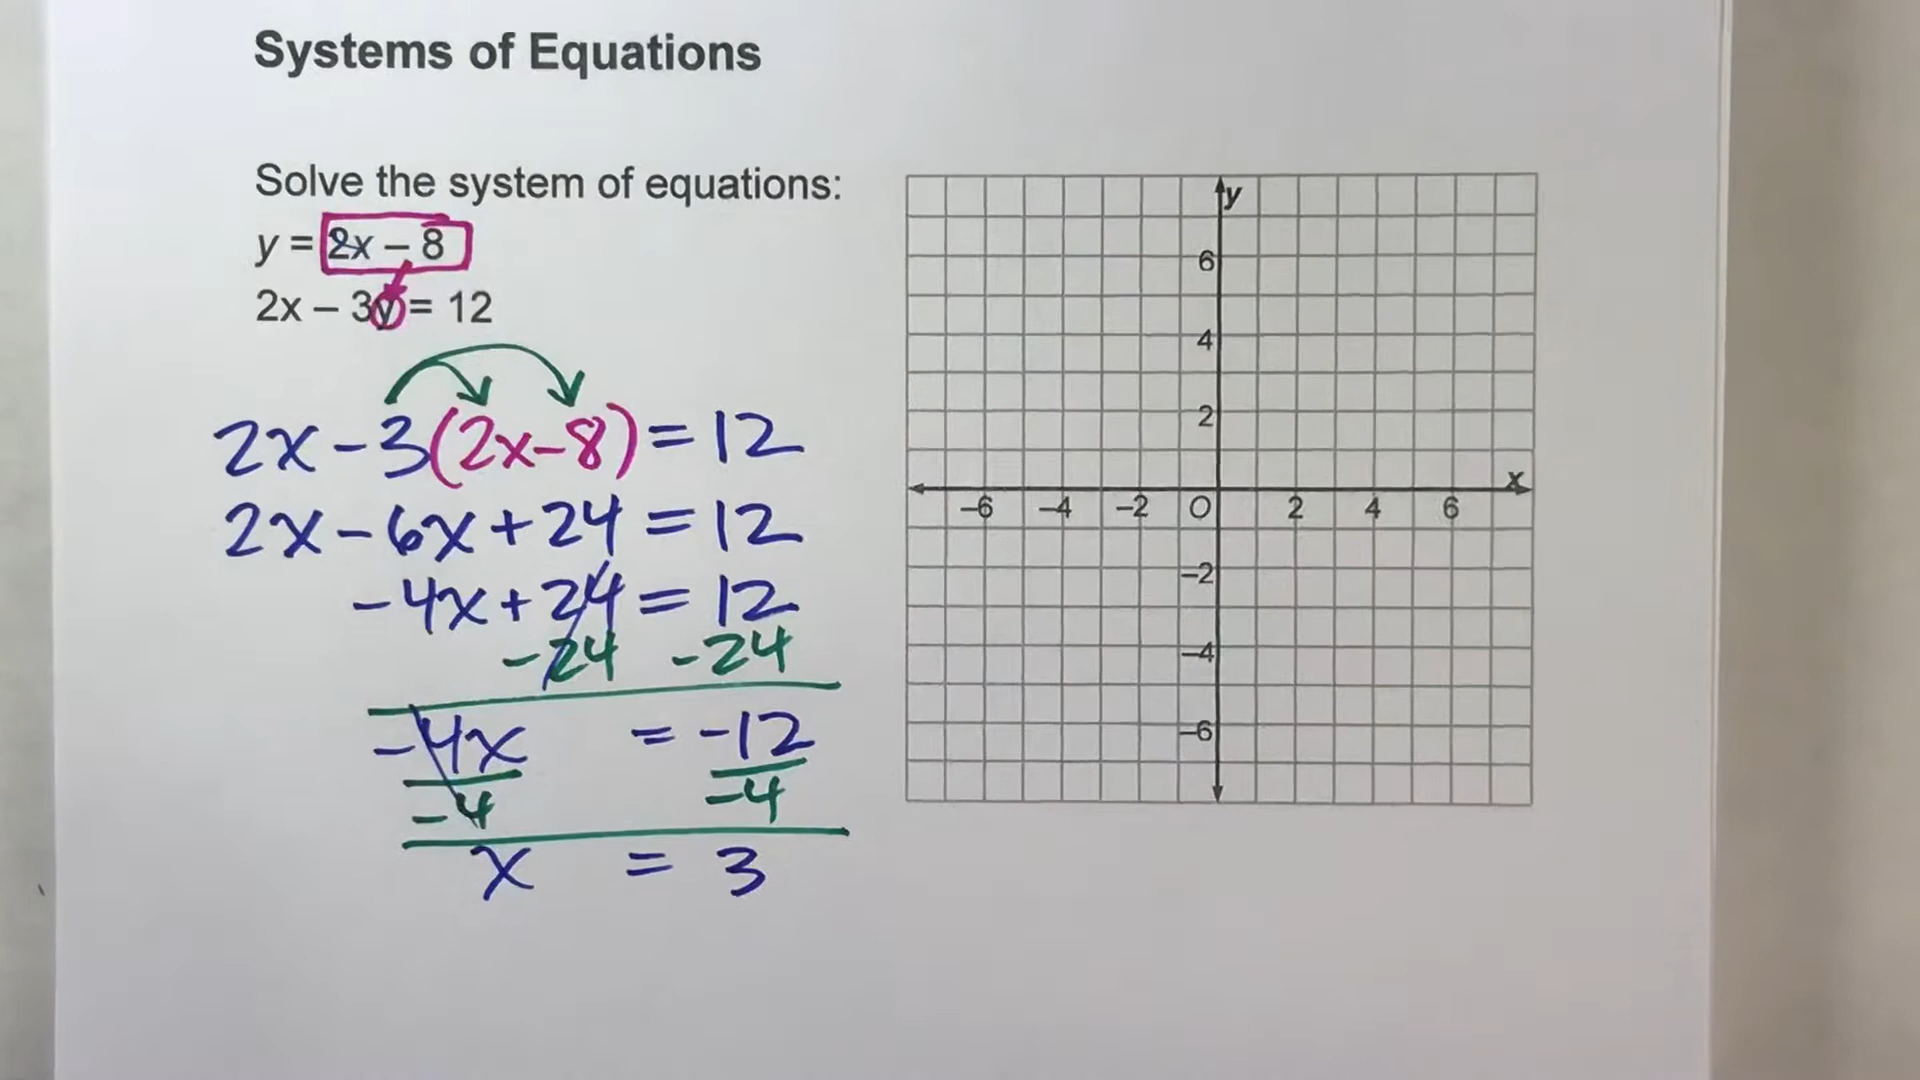 Systems of Equations
Solve the system of equations:
y = 2x – 8
2x – 3y = 12
2x - 3(2x - 8) = 12
2x - 6x + 24 = 12
-4x + 24 = 12
-24 -24
-4x = -12
-4 -4
x = 3
y
6
4
2
x
–6 –4 –2 O 2 4 6
–2
–4
–6